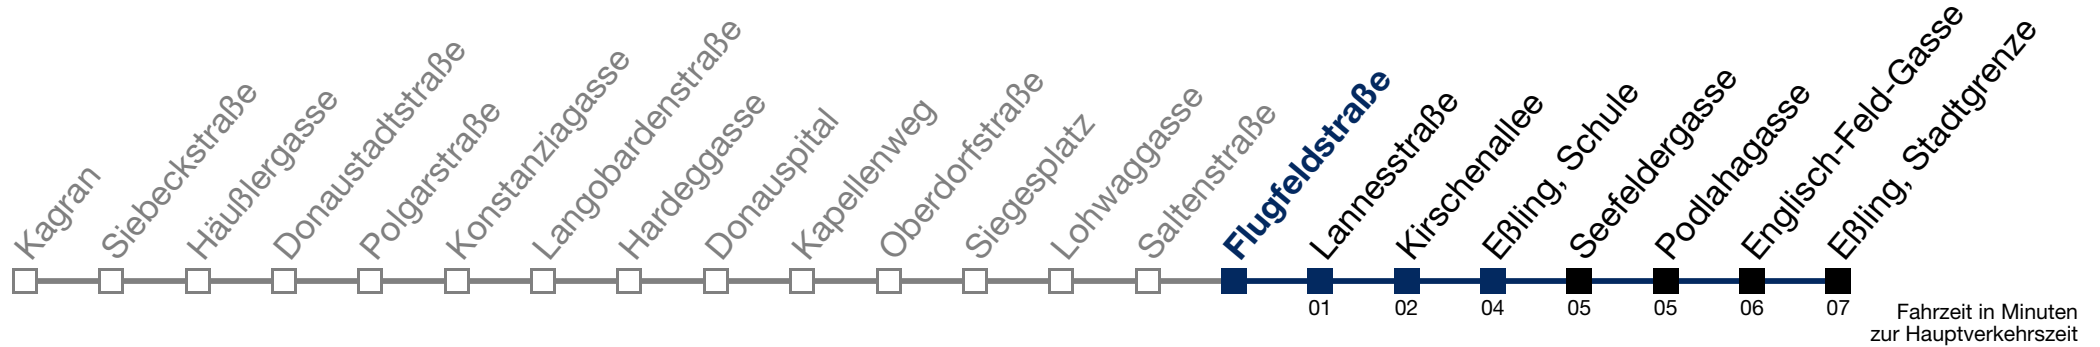 Kagran
Siebeckstraße
Häußlergasse
Donaustadtstraße
Polgarstraße
Konstanziagasse
Langobardenstraße
Hardeggasse
Donauspital
Kapellenweg
Oberdorfstraße
Siegesplatz
Lohwaggasse
Saltenstraße
Flugfeldstraße
Lannesstraße
Kirschenallee
Eßling, Schule
Seefeldergasse
Podlahagasse
Englisch-Feld-Gasse
Eßling, Stadtgrenze
01 02 04 05 05 06 07
Fahrzeit in Minuten
zur Hauptverkehrszeit